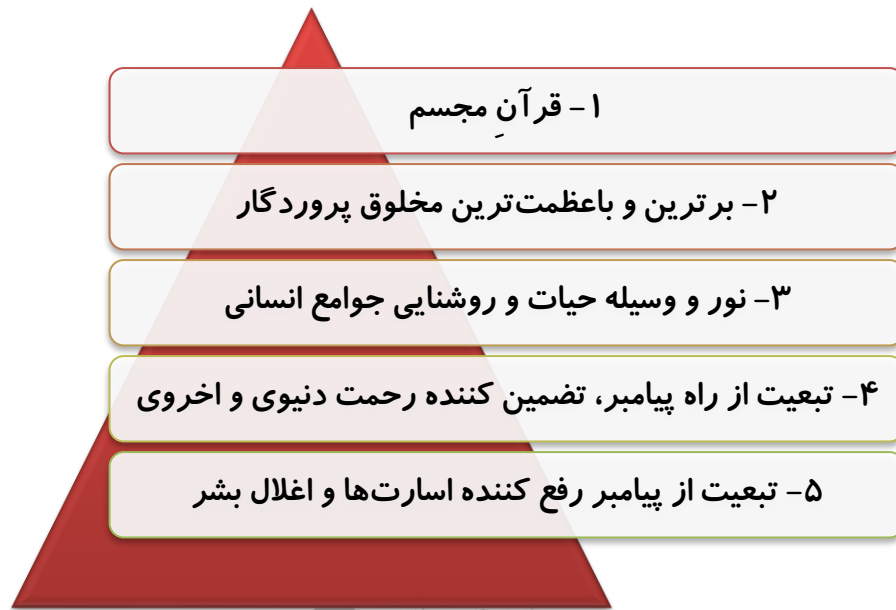 ۱- قرآنِ مجسم
۲- برترین و باعظمت‌ترین مخلوق پروردگار
۳- نور و وسیله حیات و روشنایی جوامع انسانی
۴- تبعیت از راه پیامبر، تضمین کننده رحمت دنیوی و اخروی
۵- تبعیت از پیامبر رفع کننده اسارت‌ها و اغلال بشر